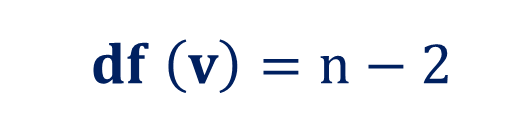 df (v) = n − 2